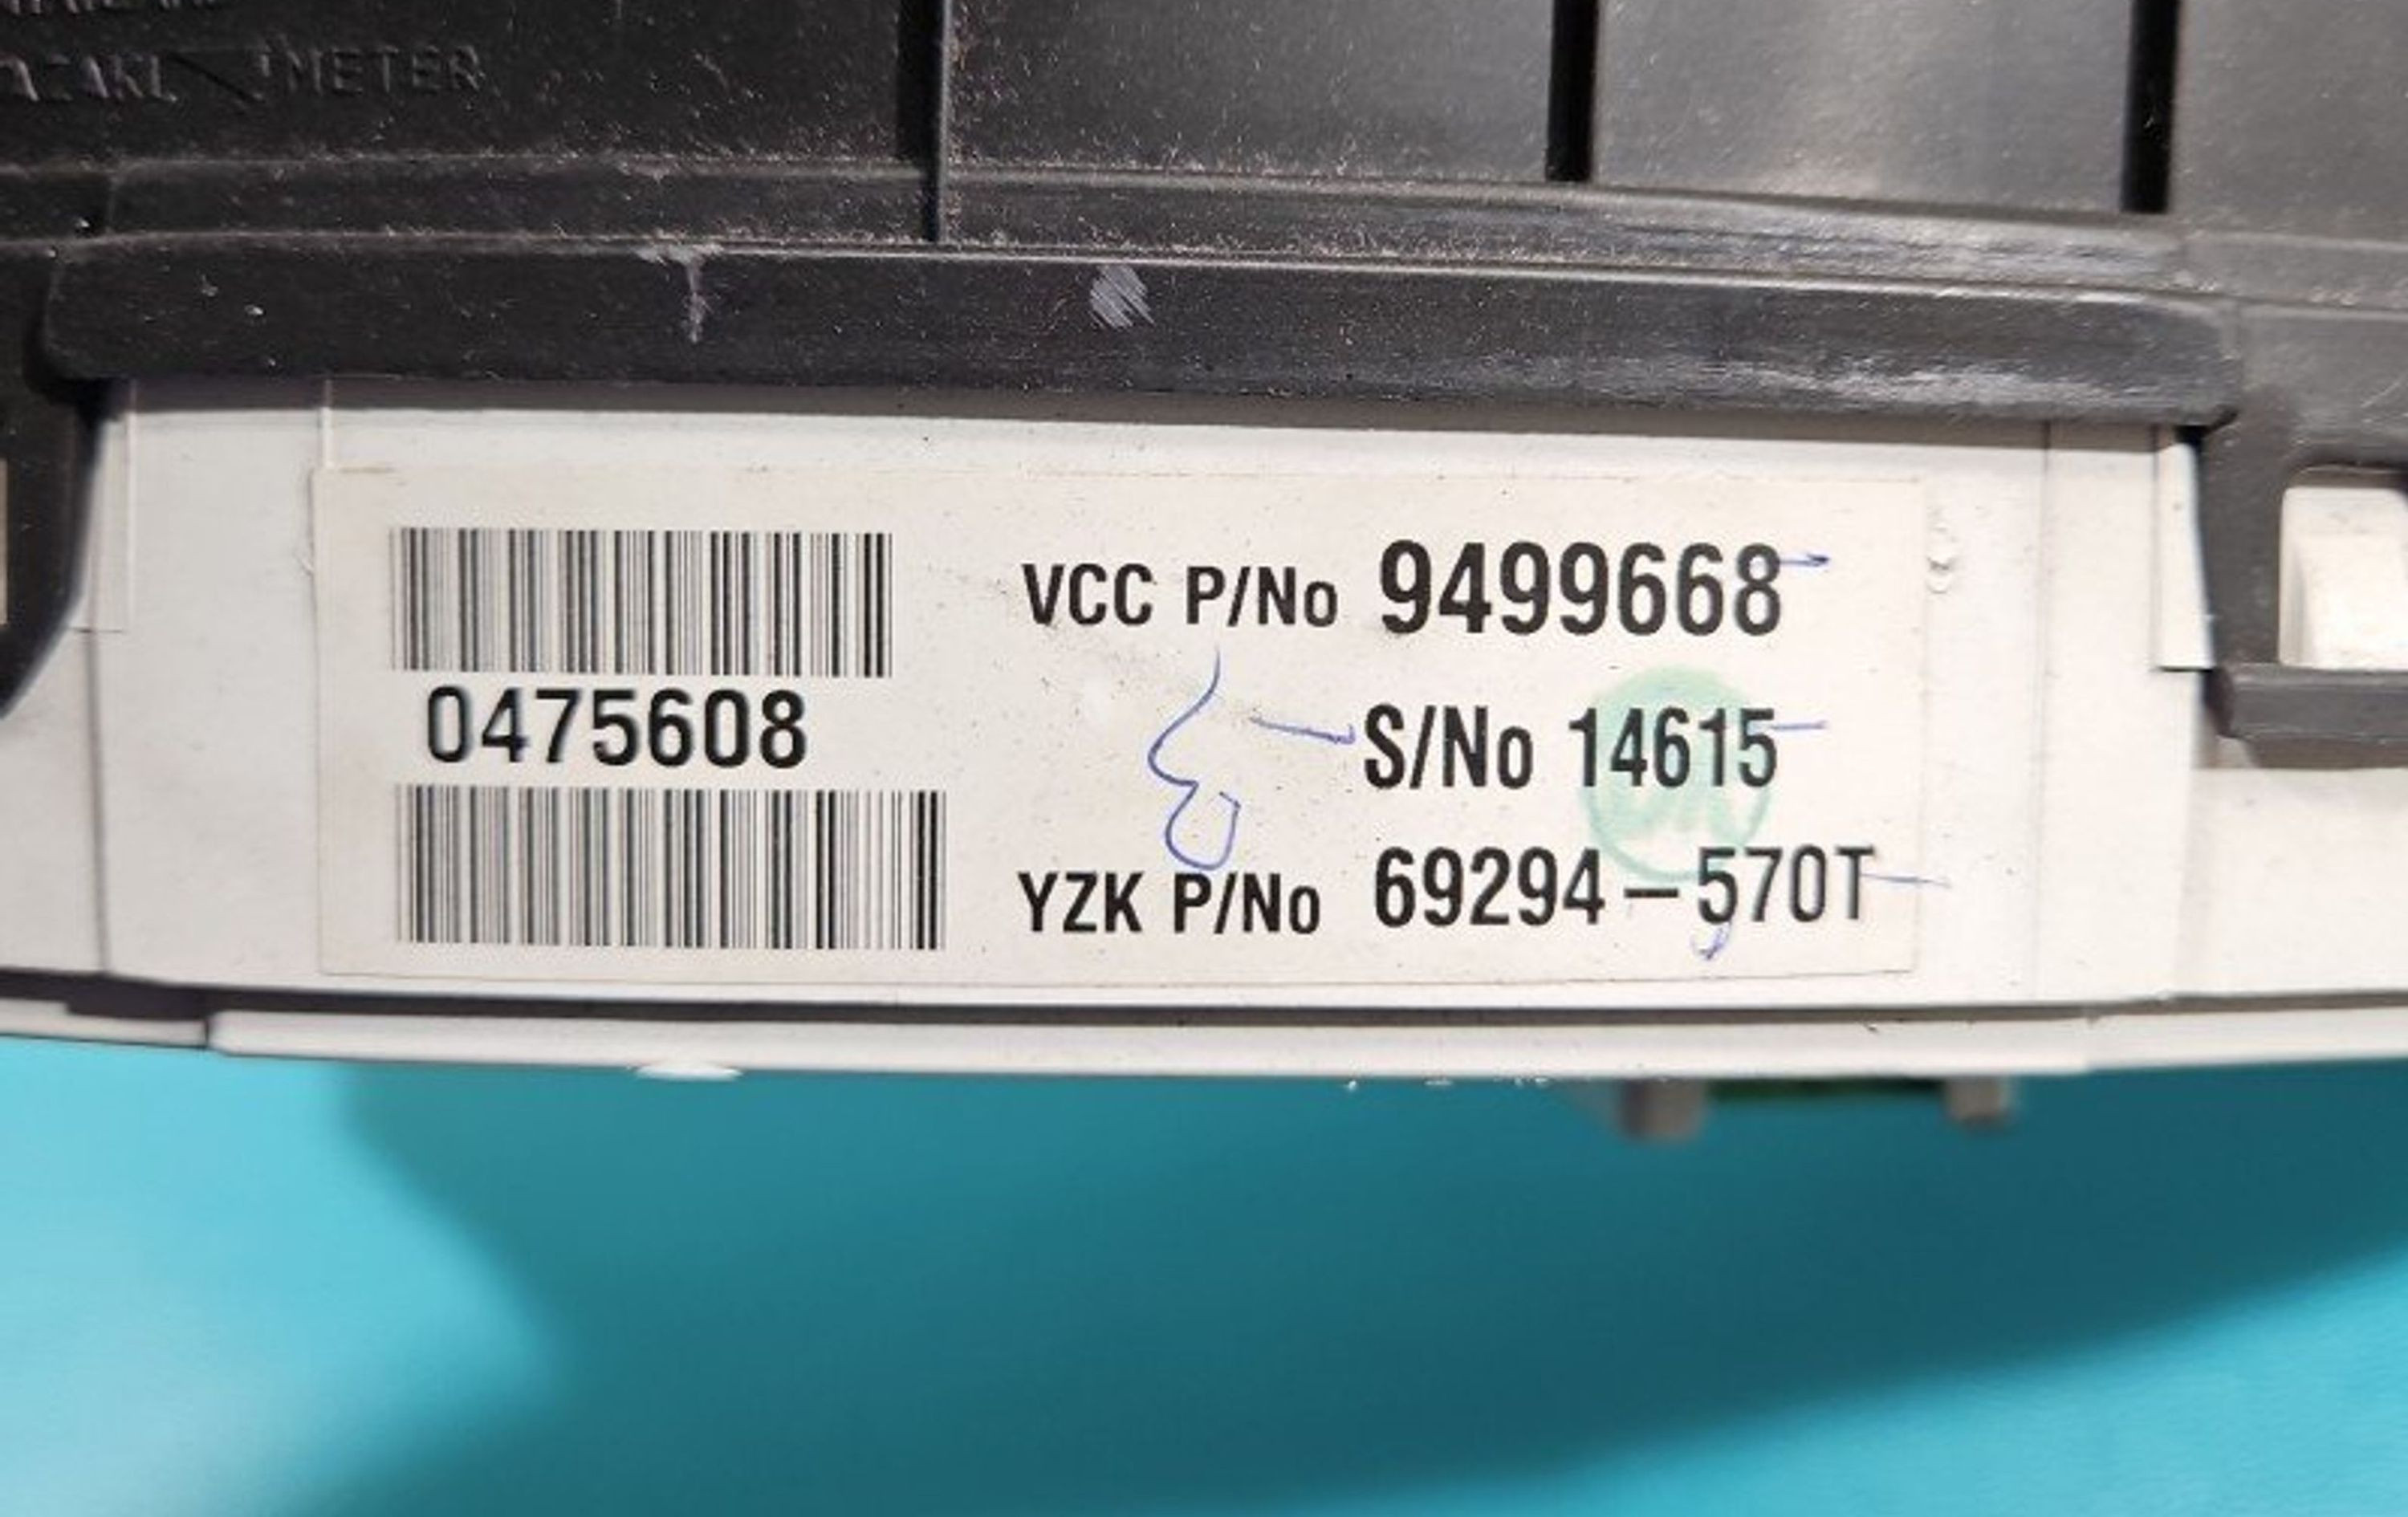 METER
VCC P/No 9499668
0475608
S/No 14615
YZK P/No 69294-570T